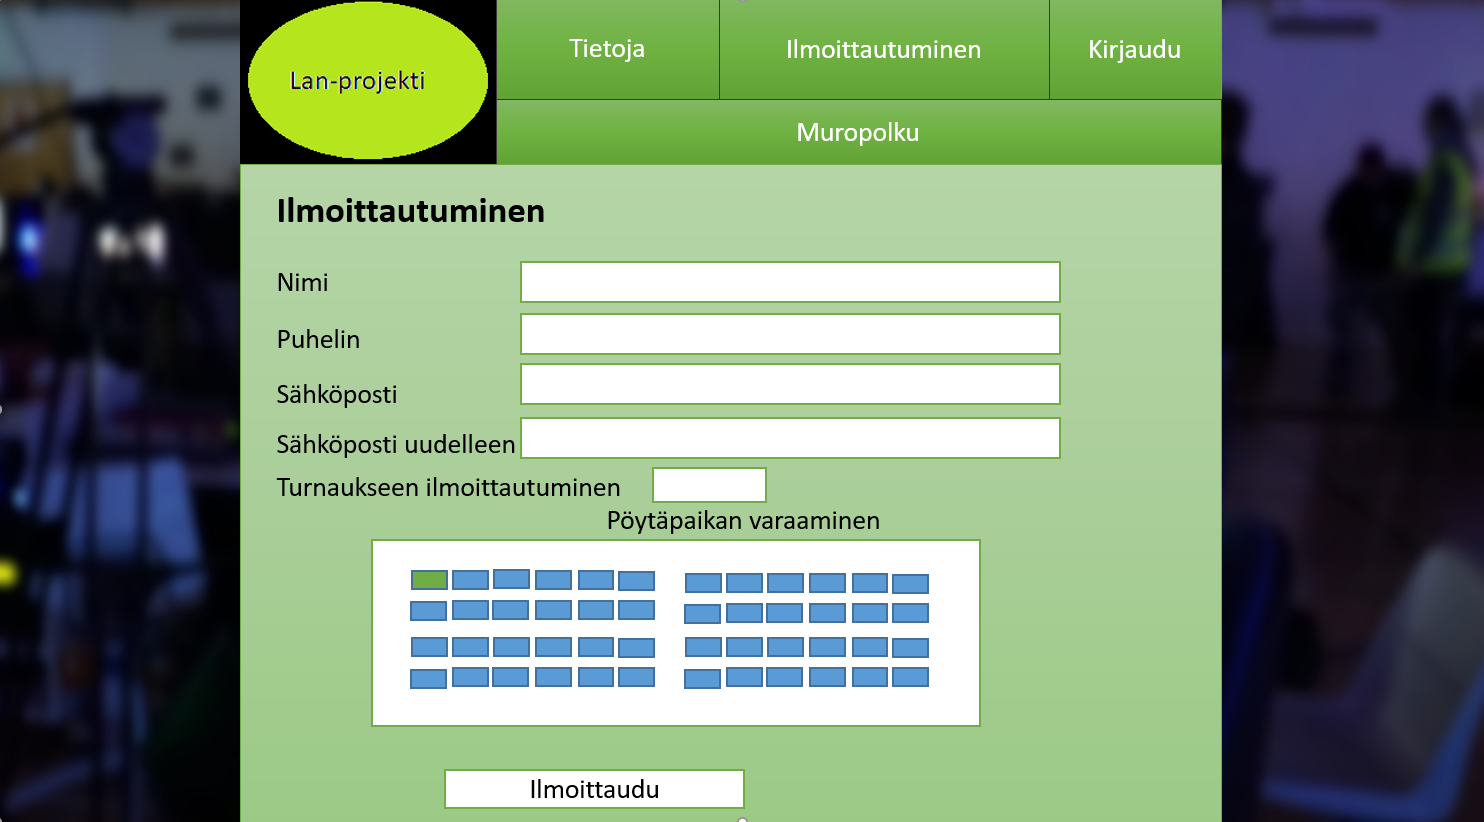 Lan-projekti
Tietoja
Ilmoittautuminen
Kirjaudu
Muropolku
Ilmoittautuminen
Nimi
Puhelin
Sähköposti
Sähköposti uudelleen
Turnaukseen ilmoittautuminen
Pöytäpaikan varaaminen
Ilmoittaudu